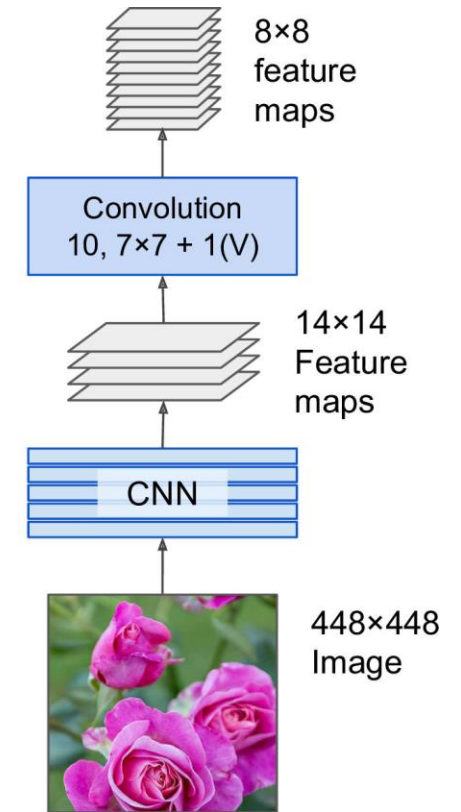 8×8
feature
maps
Convolution
10, 7×7 + 1(V)
14×14
Feature
maps
CNN
448×448
Image